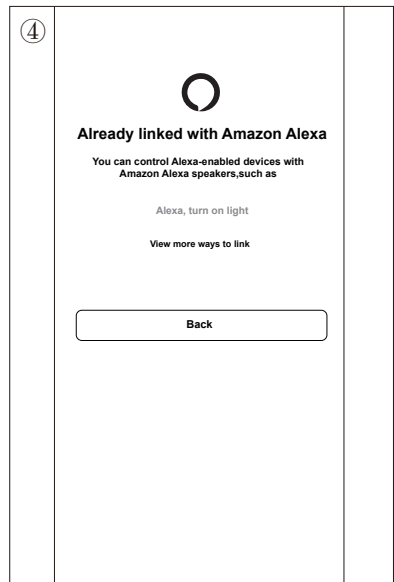 ④
Already linked with Amazon Alexa
You can control Alexa-enabled devices with
Amazon Alexa speakers,such as
Alexa, turn on light
View more ways to link
Back